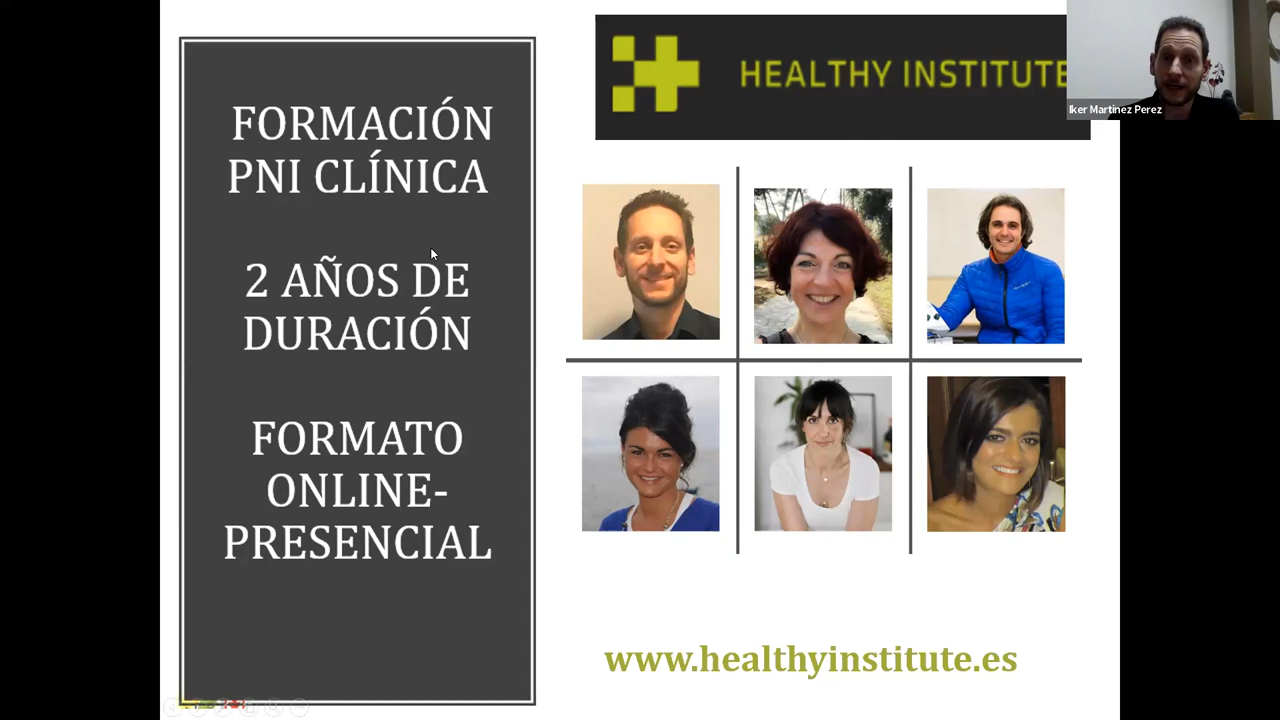 FORMACIÓN
PNI CLÍNICA
2 AÑOS DE
DURACIÓN
FORMATO
ONLINE-
PRESENCIAL
HEALTHY INSTITUTE
Iker Martinez Perez
www.healthyinstitute.es